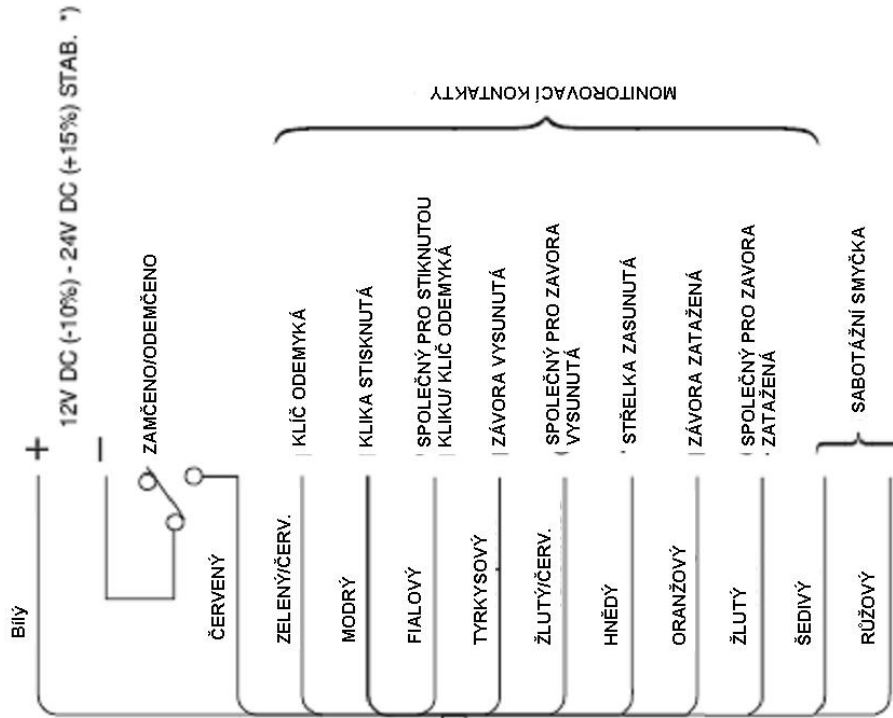 Bílý
+
12V DC (-10%) - 24V DC (+15%) STAB. *)
–
ZAMČENO/ODEMČENO
ČERVENÝ
ZELENÝ/ČERV.
KLÍČ ODEMYKÁ
MODRÝ
KLIKA STISKNUTÁ
FIALOVÝ
SPOLEČNÝ PRO STIKNUTOU
KLIKU/ KLIČ ODEMYKÁ
TYRKYSOVÝ
ZÁVORA VYSUNUTÁ
ŽLUTÝ/ČERV.
SPOLEČNÝ PRO ZAVORA
VYSUNUTÁ
HNĚDÝ
STŘELKA ZASUNUTÁ
ORANŽOVÝ
ZÁVORA ZATAŽENÁ
ŽLUTÝ
SPOLEČNÝ PRO ZAVORA
ZATAŽENÁ
MONITOROVACÍ KONTAKTY
ŠEDIVÝ
RŮŽOVÝ
SABOTÁŽNÍ SMYČKA